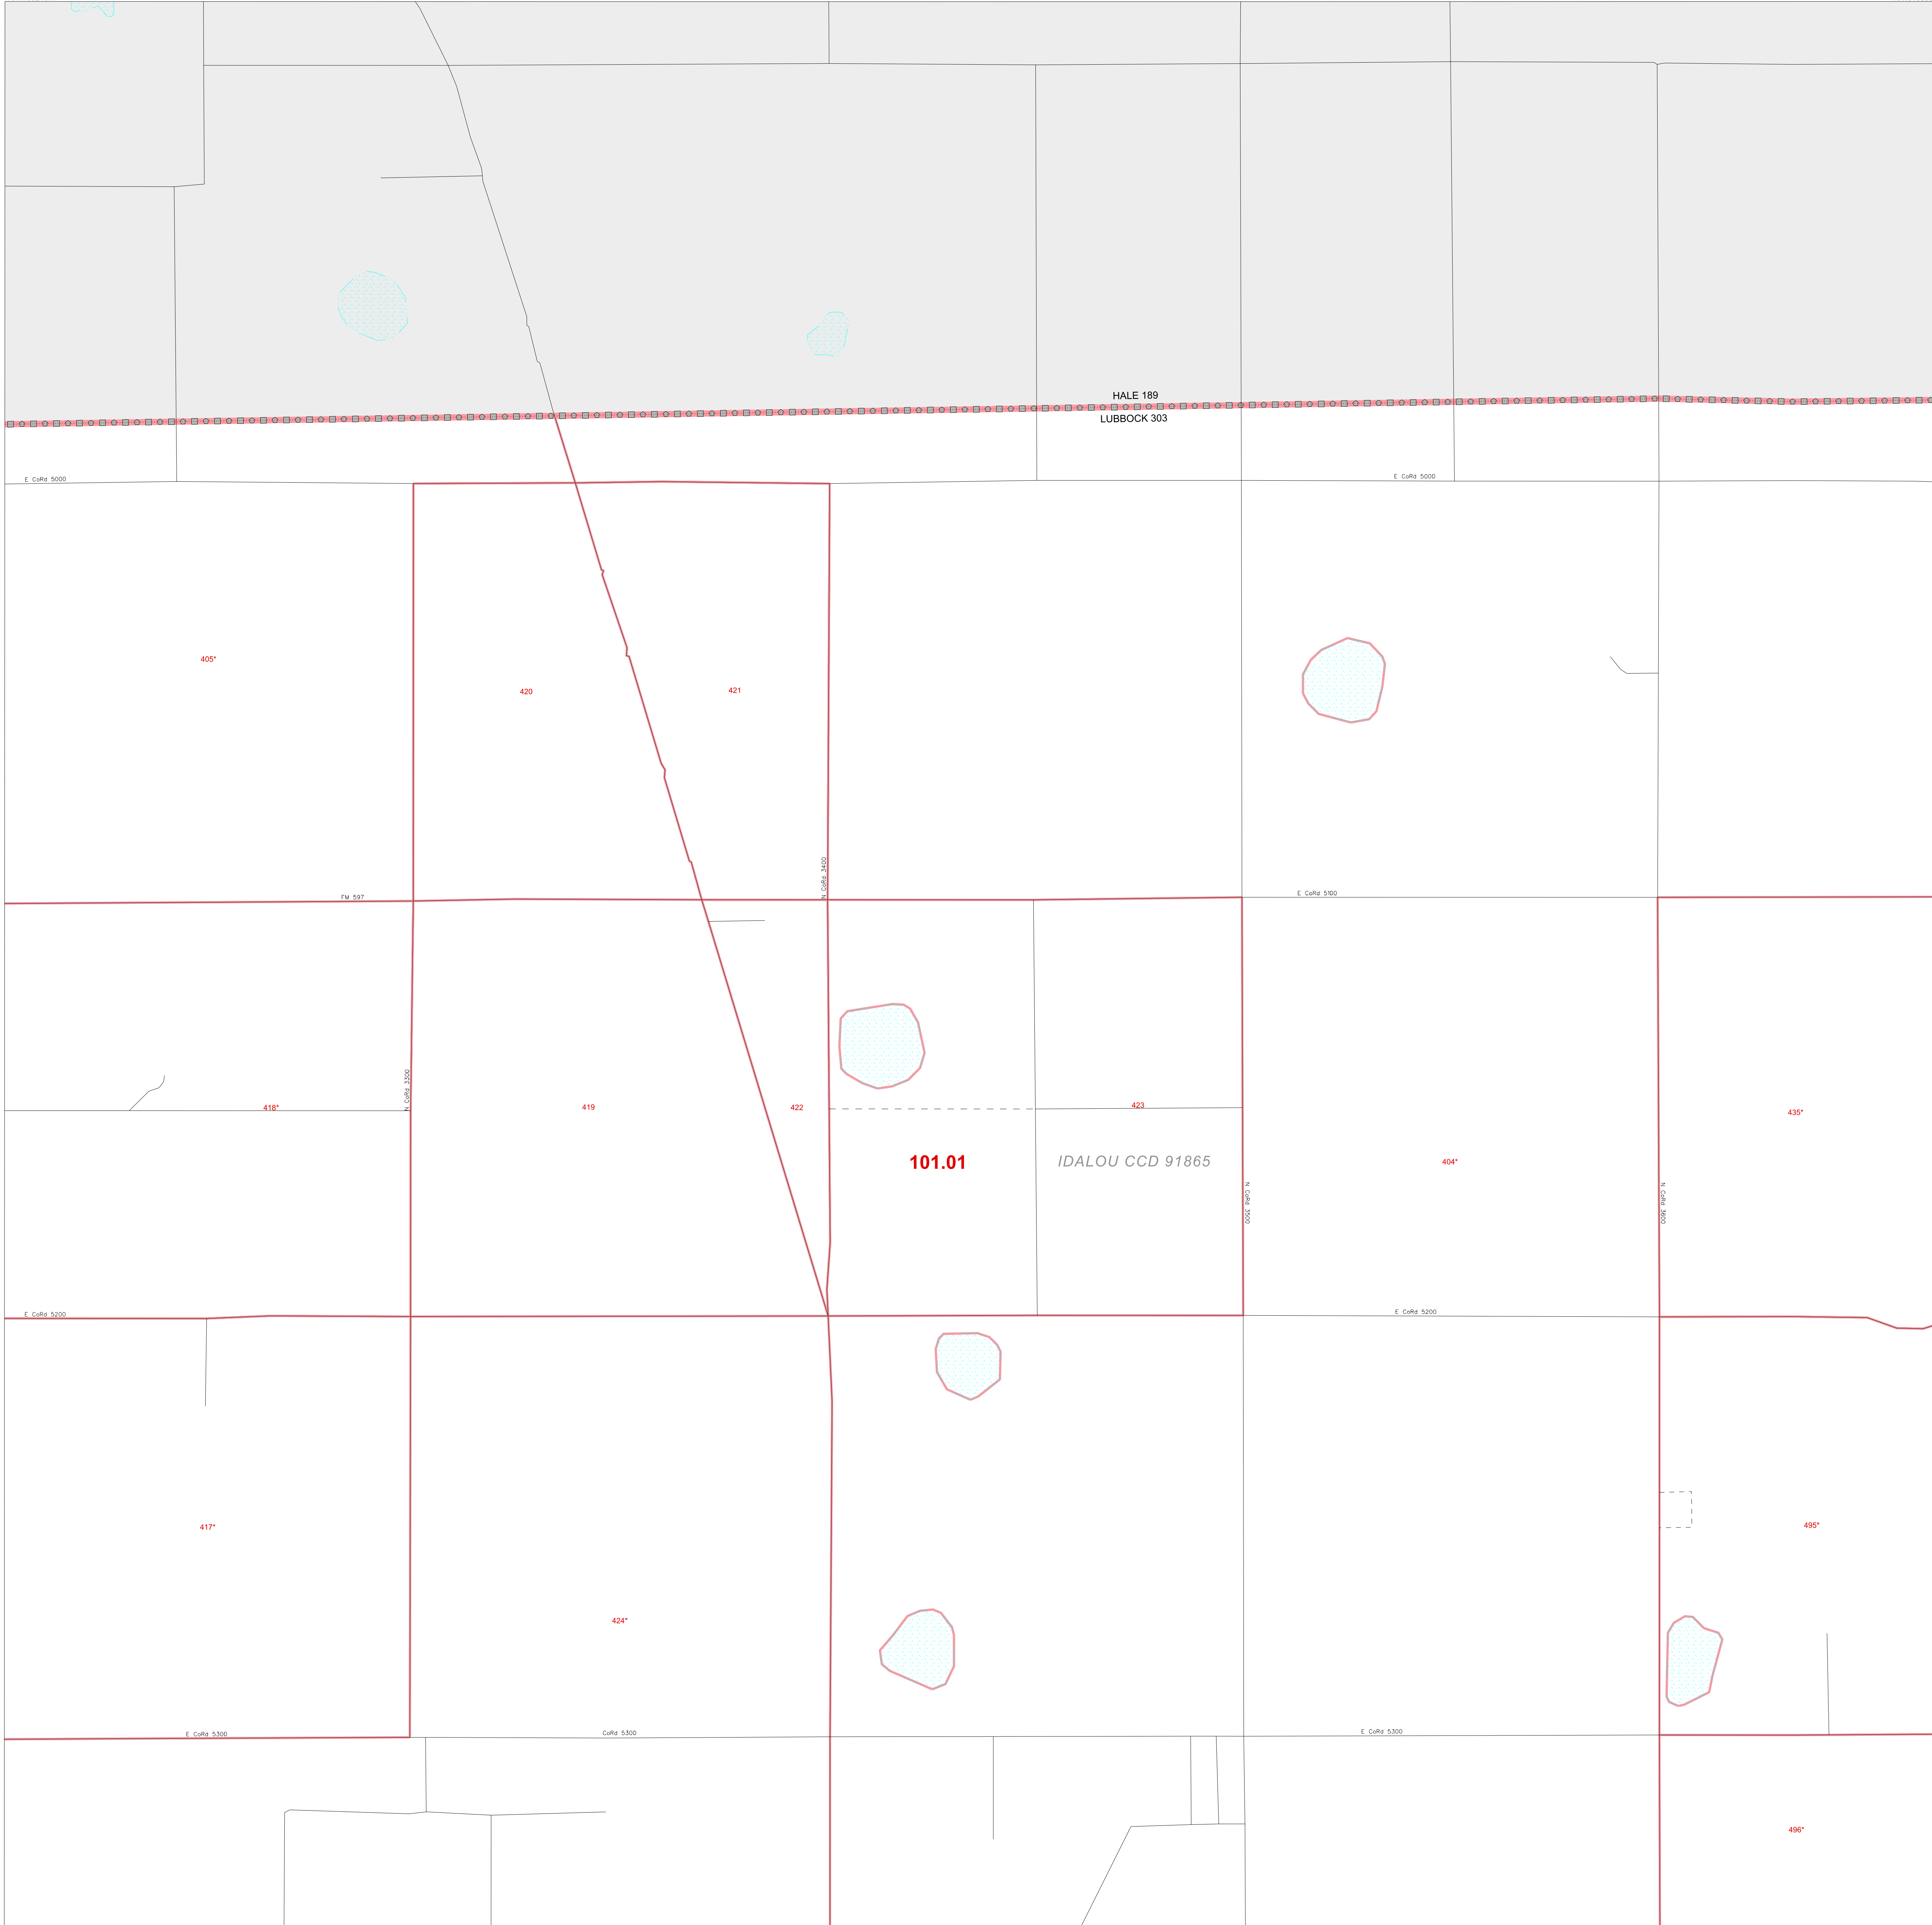 HALE 189
LUBBOCK 303
E CoRd 5000
E CoRd 5000
405*
420
421
N CoRd 3400
FM 597
E CoRd 5100
N CoRd 3300
418*
419
422
423
435*
101.01
IDALOU CCD 91865
404*
N CoRd 3500
N CoRd 3600
E CoRd 5200
E CoRd 5200
417*
495*
424*
E CoRd 5300
CoRd 5300
E CoRd 5300
496*